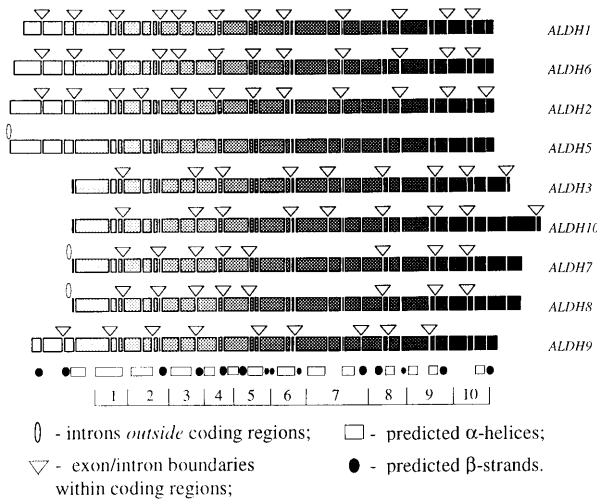 ALDH1
ALDH6
ALDH2
ALDH5
ALDH3
ALDH10
ALDH7
ALDH8
ALDH9
1 2 3 4 5 6 7 8 9 10
- introns outside coding regions;
- predicted α-helices;
- exon/intron boundaries
within coding regions;
- predicted β-strands.